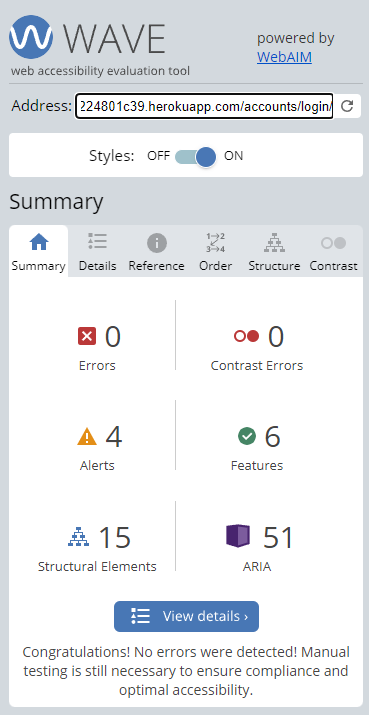 WAVE
powered by
WebAIM
web accessibility evaluation tool
Address: 224801c39.herokuapp.com/accounts/login/
Styles: OFF ON
Summary
Summary Details Reference Order Structure Contrast
0 0
Errors Contrast Errors
4 6
Alerts Features
15 51
Structural Elements ARIA
View details ›
Congratulations! No errors were detected! Manual
testing is still necessary to ensure compliance and
optimal accessibility.